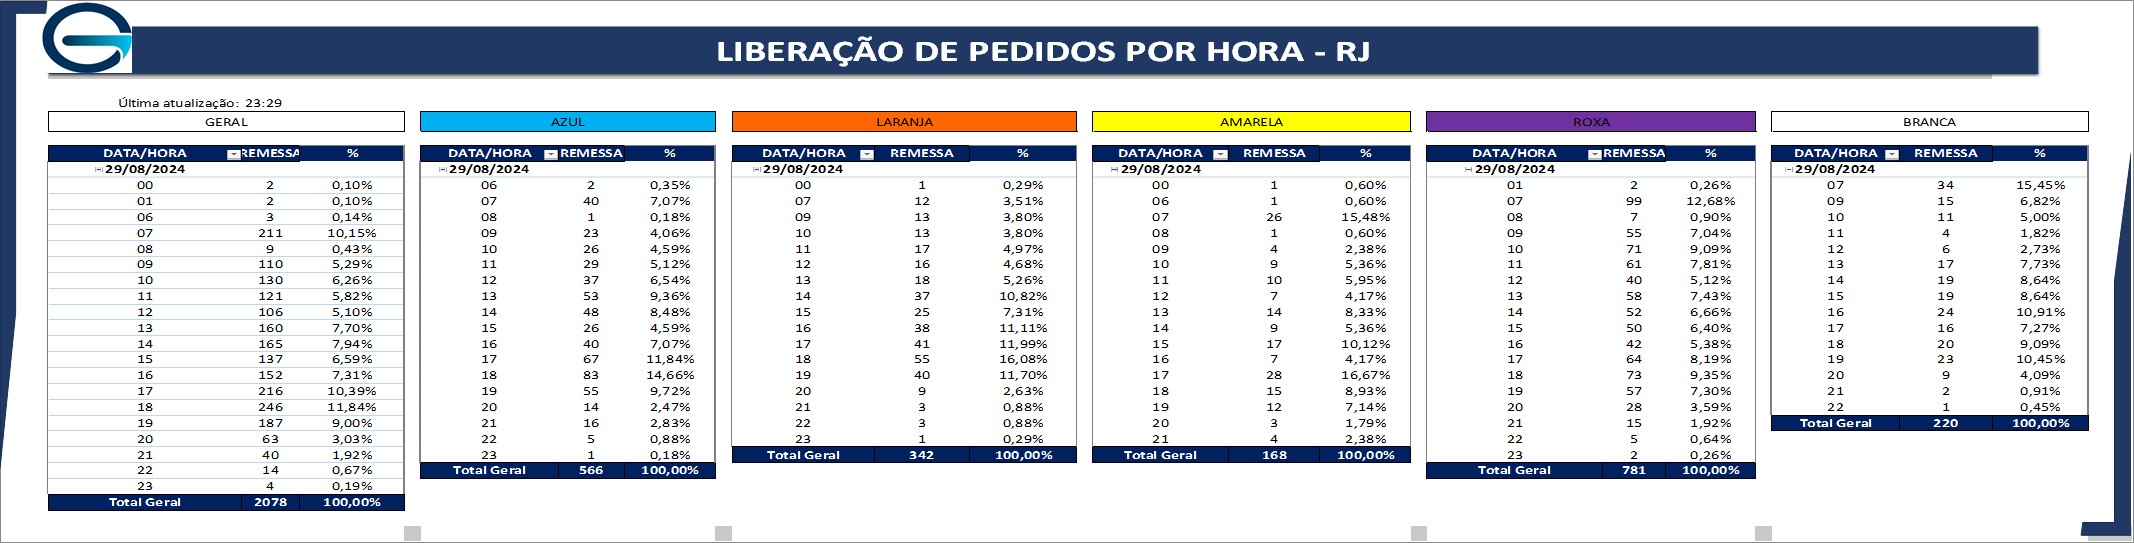 LIBERAÇÃO DE PEDIDOS POR HORA - RJ
Última atualização: 23:29
GERAL
DATA/HORA REMESSA %
29/08/2024
00 2 0,10%
01 2 0,10%
06 3 0,14%
07 211 10,15%
08 9 0,43%
09 110 5,29%
10 130 6,26%
11 121 5,82%
12 106 5,10%
13 160 7,70%
14 165 7,94%
15 137 6,59%
16 152 7,31%
17 216 10,39%
18 246 11,84%
19 187 9,00%
20 63 3,03%
21 40 1,92%
22 14 0,67%
23 4 0,19%
Total Geral 2078 100,00%
AZUL
DATA/HORA REMESSA %
29/08/2024
06 2 0,35%
07 40 7,07%
08 1 0,18%
09 23 4,06%
10 26 4,59%
11 29 5,12%
12 37 6,54%
13 53 9,36%
14 48 8,48%
15 26 4,59%
16 40 7,07%
17 67 11,84%
18 83 14,66%
19 55 9,72%
20 14 2,47%
21 16 2,83%
22 5 0,88%
23 1 0,18%
Total Geral 566 100,00%
LARANJA
DATA/HORA REMESSA %
29/08/2024
00 1 0,29%
07 12 3,51%
09 13 3,80%
10 13 3,80%
11 17 4,97%
12 16 4,68%
13 18 5,26%
14 37 10,82%
15 25 7,31%
16 38 11,11%
17 41 11,99%
18 55 16,08%
19 40 11,70%
20 9 2,63%
21 3 0,88%
22 3 0,88%
23 1 0,29%
Total Geral 342 100,00%
AMARELA
DATA/HORA REMESSA %
29/08/2024
00 1 0,60%
06 1 0,60%
07 26 15,48%
08 1 0,60%
09 4 2,38%
10 9 5,36%
11 10 5,95%
12 7 4,17%
13 14 8,33%
14 9 5,36%
15 17 10,12%
16 7 4,17%
17 28 16,67%
18 15 8,93%
19 12 7,14%
20 3 1,79%
21 4 2,38%
Total Geral 168 100,00%
ROXA
DATA/HORA REMESSA %
29/08/2024
01 2 0,26%
07 99 12,68%
08 7 0,90%
09 55 7,04%
10 71 9,09%
11 61 7,81%
12 40 5,12%
13 58 7,43%
14 52 6,66%
15 50 6,40%
16 42 5,38%
17 64 8,19%
18 73 9,35%
19 57 7,30%
20 28 3,59%
21 15 1,92%
22 5 0,64%
23 2 0,26%
Total Geral 781 100,00%
BRANCA
DATA/HORA REMESSA %
29/08/2024
07 34 15,45%
09 15 6,82%
10 11 5,00%
11 4 1,82%
12 6 2,73%
13 17 7,73%
14 19 8,64%
15 19 8,64%
16 24 10,91%
17 16 7,27%
18 20 9,09%
19 23 10,45%
20 9 4,09%
21 2 0,91%
22 1 0,45%
Total Geral 220 100,00%